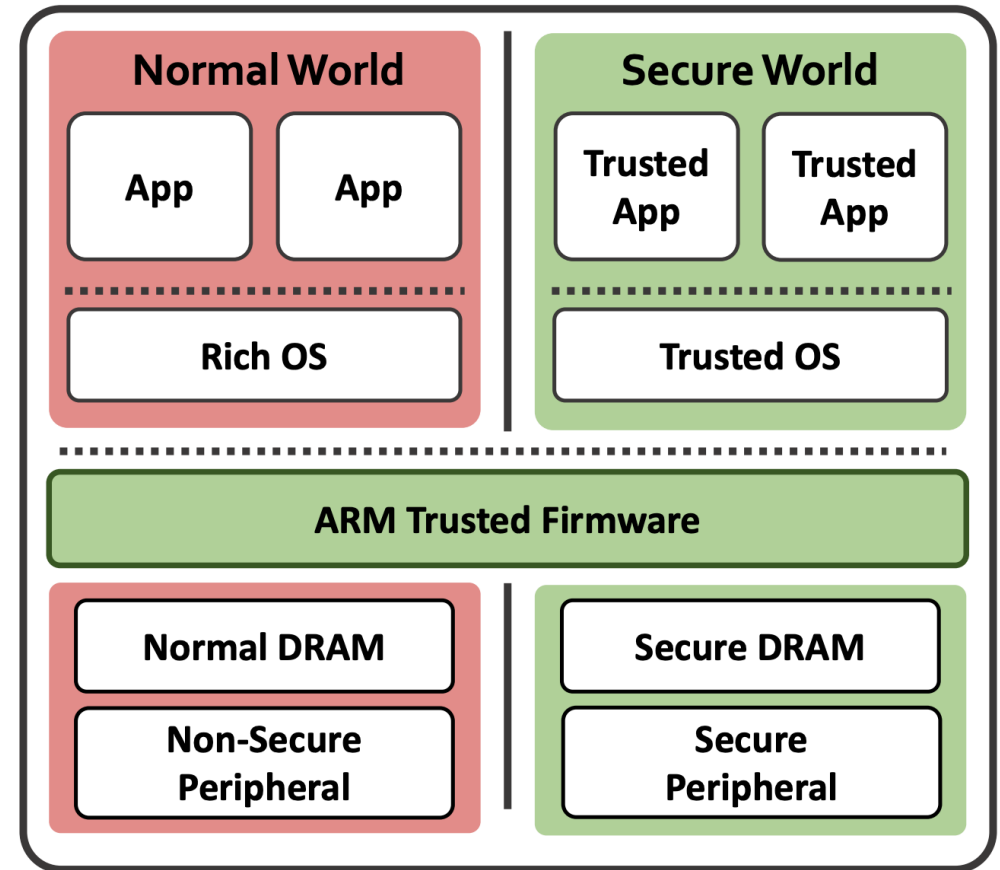 Normal World
Secure World
App
App
Trusted
App
Trusted
App
Rich OS
Trusted OS
ARM Trusted Firmware
Normal DRAM
Secure DRAM
Non-Secure
Peripheral
Secure
Peripheral